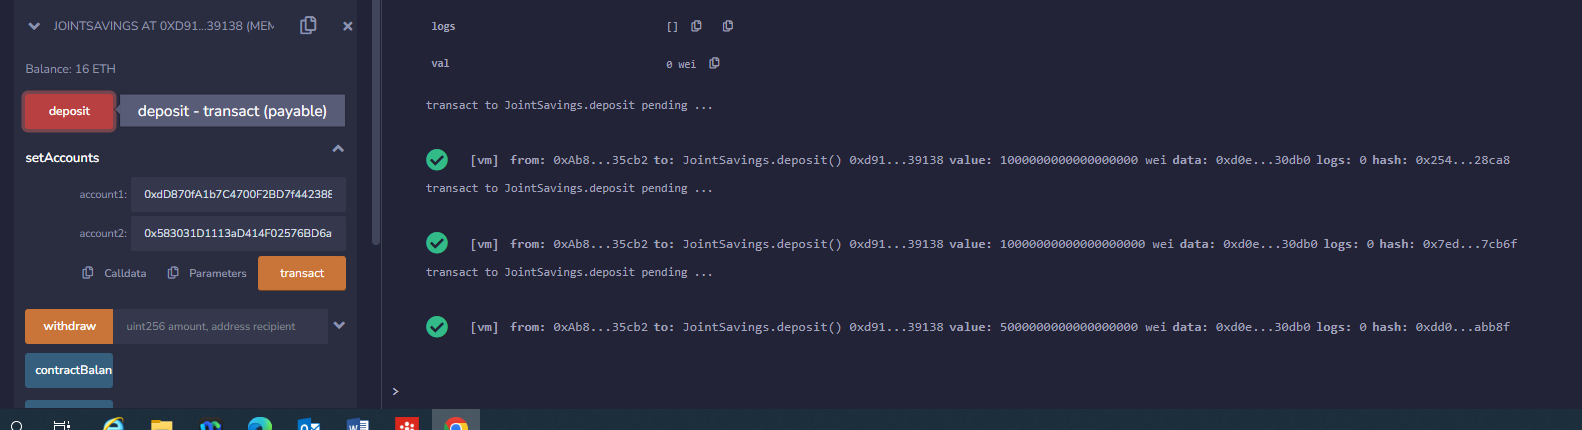 JOINTSAVINGS AT 0XD91...39138 (MEM
Balance: 16 ETH
deposit
deposit - transact (payable)
setAccounts
account1: 0xdD870fA1b7C4700F2BD7f44238
account2: 0x583031D1113aD414F02576BD6a
Calldata Parameters transact
withdraw uint256 amount, address recipient
contractBalan
logs []
val 0 wei
transact to JointSavings.deposit pending ...
[vm] from: 0xAb8...35cb2 to: JointSavings.deposit() 0xd91...39138 value: 1000000000000000000 wei data: 0xd0e...30db0 logs: 0 hash: 0x254...28ca8
transact to JointSavings.deposit pending ...
[vm] from: 0xAb8...35cb2 to: JointSavings.deposit() 0xd91...39138 value: 10000000000000000000 wei data: 0xd0e...30db0 logs: 0 hash: 0x7ed...7cb6f
transact to JointSavings.deposit pending ...
[vm] from: 0xAb8...35cb2 to: JointSavings.deposit() 0xd91...39138 value: 5000000000000000000 wei data: 0xd0e...30db0 logs: 0 hash: 0xdd0...abb8f
>